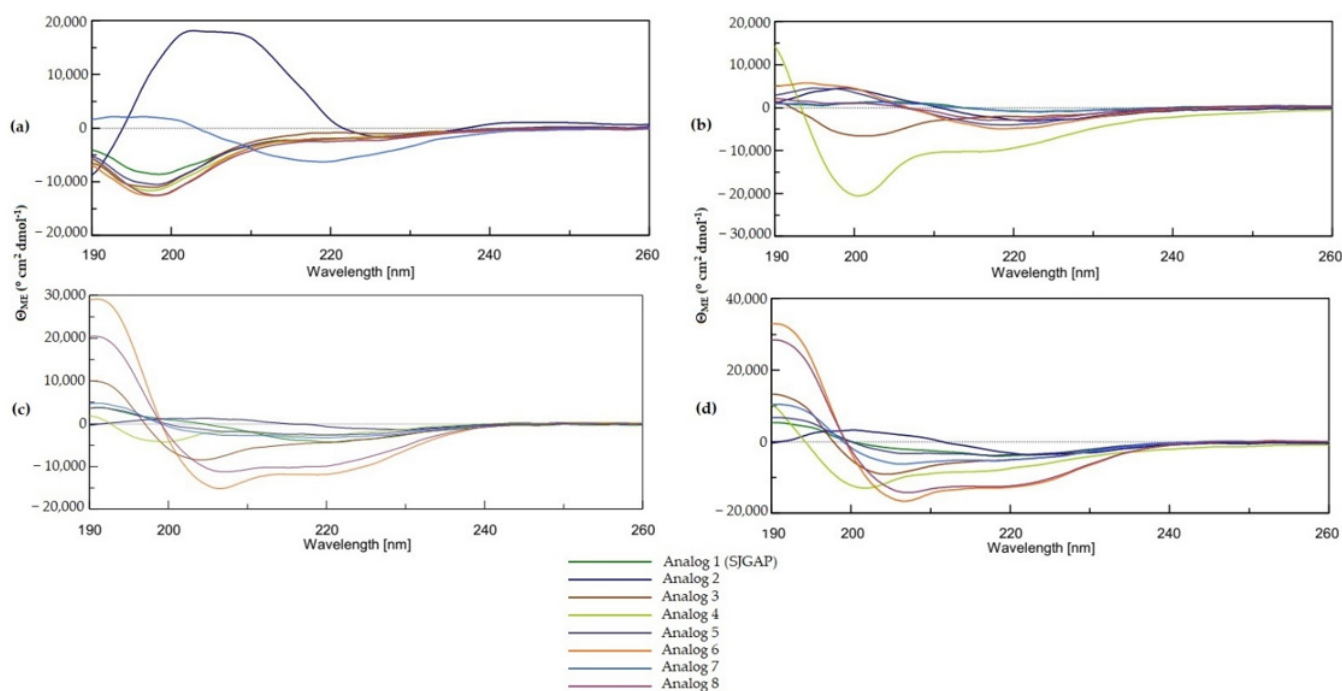 (a)
ΘME (° cm² dmol⁻¹)
20,000
10,000
0
− 10,000
− 20,000
190
200
220
240
260
Wavelength [nm]
(b)
ΘME (° cm² dmol⁻¹)
20,000
10,000
0
− 10,000
− 20,000
− 30,000
190
200
220
240
260
Wavelength [nm]
(c)
30,000
20,000
10,000
0
− 10,000
− 20,000
190
200
220
240
260
Wavelength [nm]
(d)
40,000
20,000
0
− 20,000
190
200
220
240
260
Wavelength [nm]
Analog 1 (SJGAP)
Analog 2
Analog 3
Analog 4
Analog 5
Analog 6
Analog 7
Analog 8